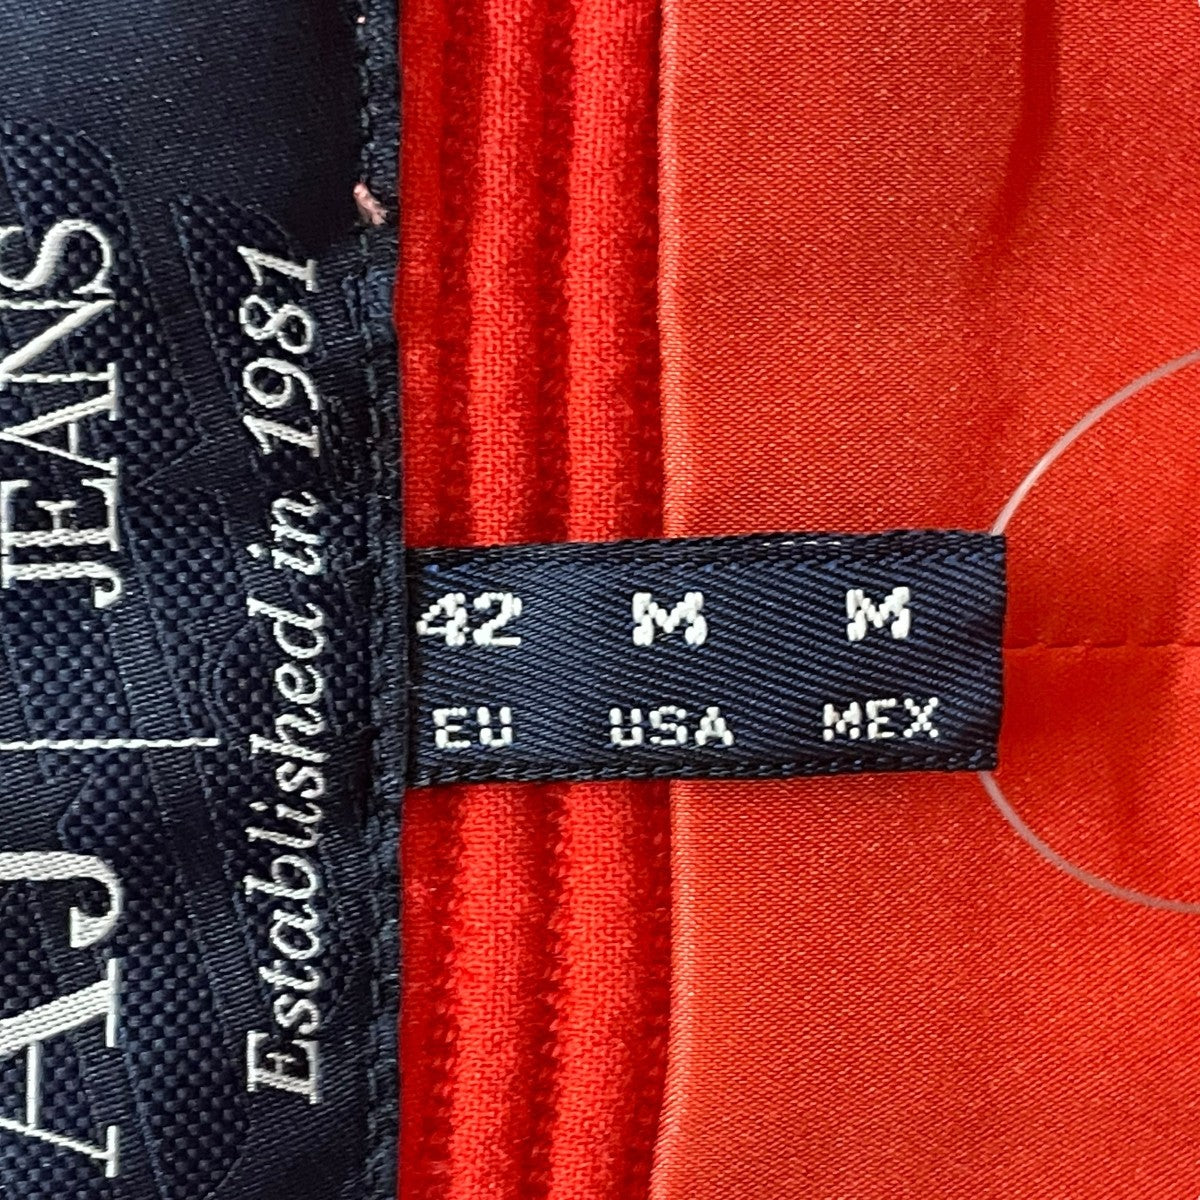 AJ | JEANS
Established in 1981
42 M M
EU USA MEX